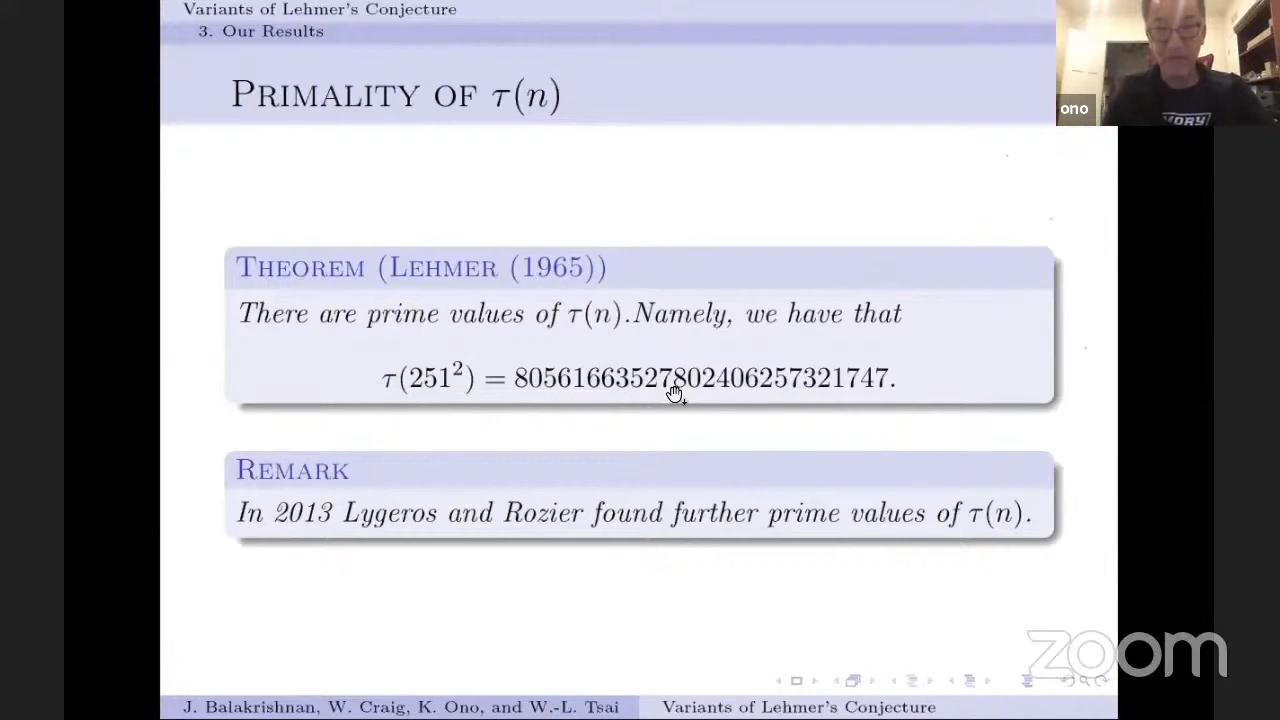 Variants of Lehmer's Conjecture
3. Our Results
Primality of τ(n)
ono
Theorem (Lehmer (1965))
There are prime values of τ(n).Namely, we have that
τ(251²) = 80561663527802406257321747.
Remark
In 2013 Lygeros and Rozier found further prime values of τ(n).
zoom
J. Balakrishnan, W. Craig, K. Ono, and W.-L. Tsai
Variants of Lehmer's Conjecture